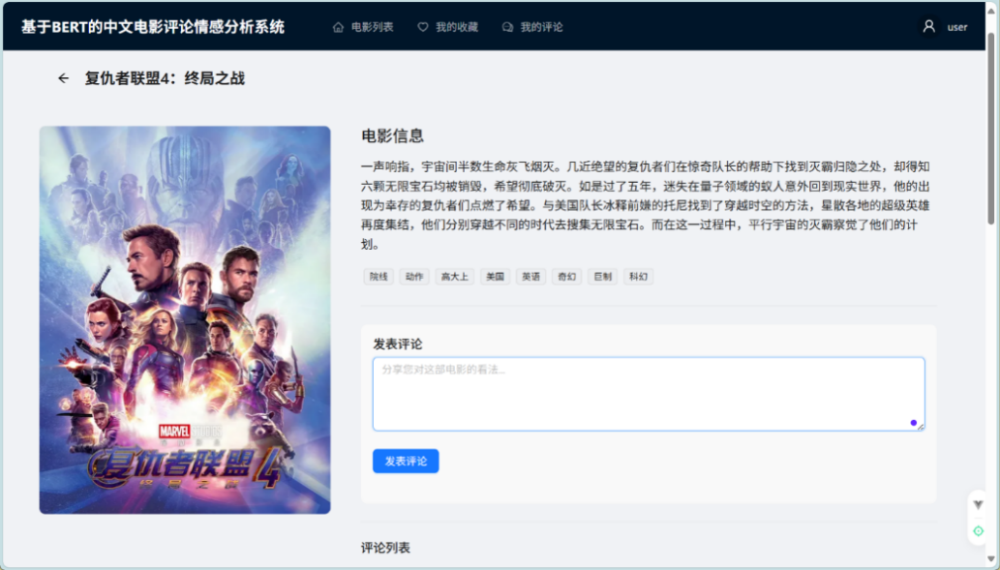 基于BERT的中文电影评论情感分析系统
电影列表
我的收藏
我的评论
user
复仇者联盟4：终局之战
电影信息
一声响指，宇宙间半数生命灰飞烟灭。几近绝望的复仇者们在惊奇队长的帮助下找到灭霸归隐之处，却得知
六颗无限宝石均被销毁，希望彻底破灭。如是过了五年，迷失在量子领域的蚁人意外回到现实世界，他的出
现为幸存的复仇者们点燃了希望。与美国队长冰释前嫌的托尼找到了穿越时空的方法，星散各地的超级英雄
再度集结，他们分别穿越不同的时代去搜集无限宝石。而在这一过程中，平行宇宙的灭霸察觉了他们的计
划。
院线
动作
高大上
美国
英语
奇幻
巨制
科幻
发表评论
分享您对这部电影的看法...
发表评论
评论列表
MARVEL STUDIOS
复仇者联盟4
终局之战